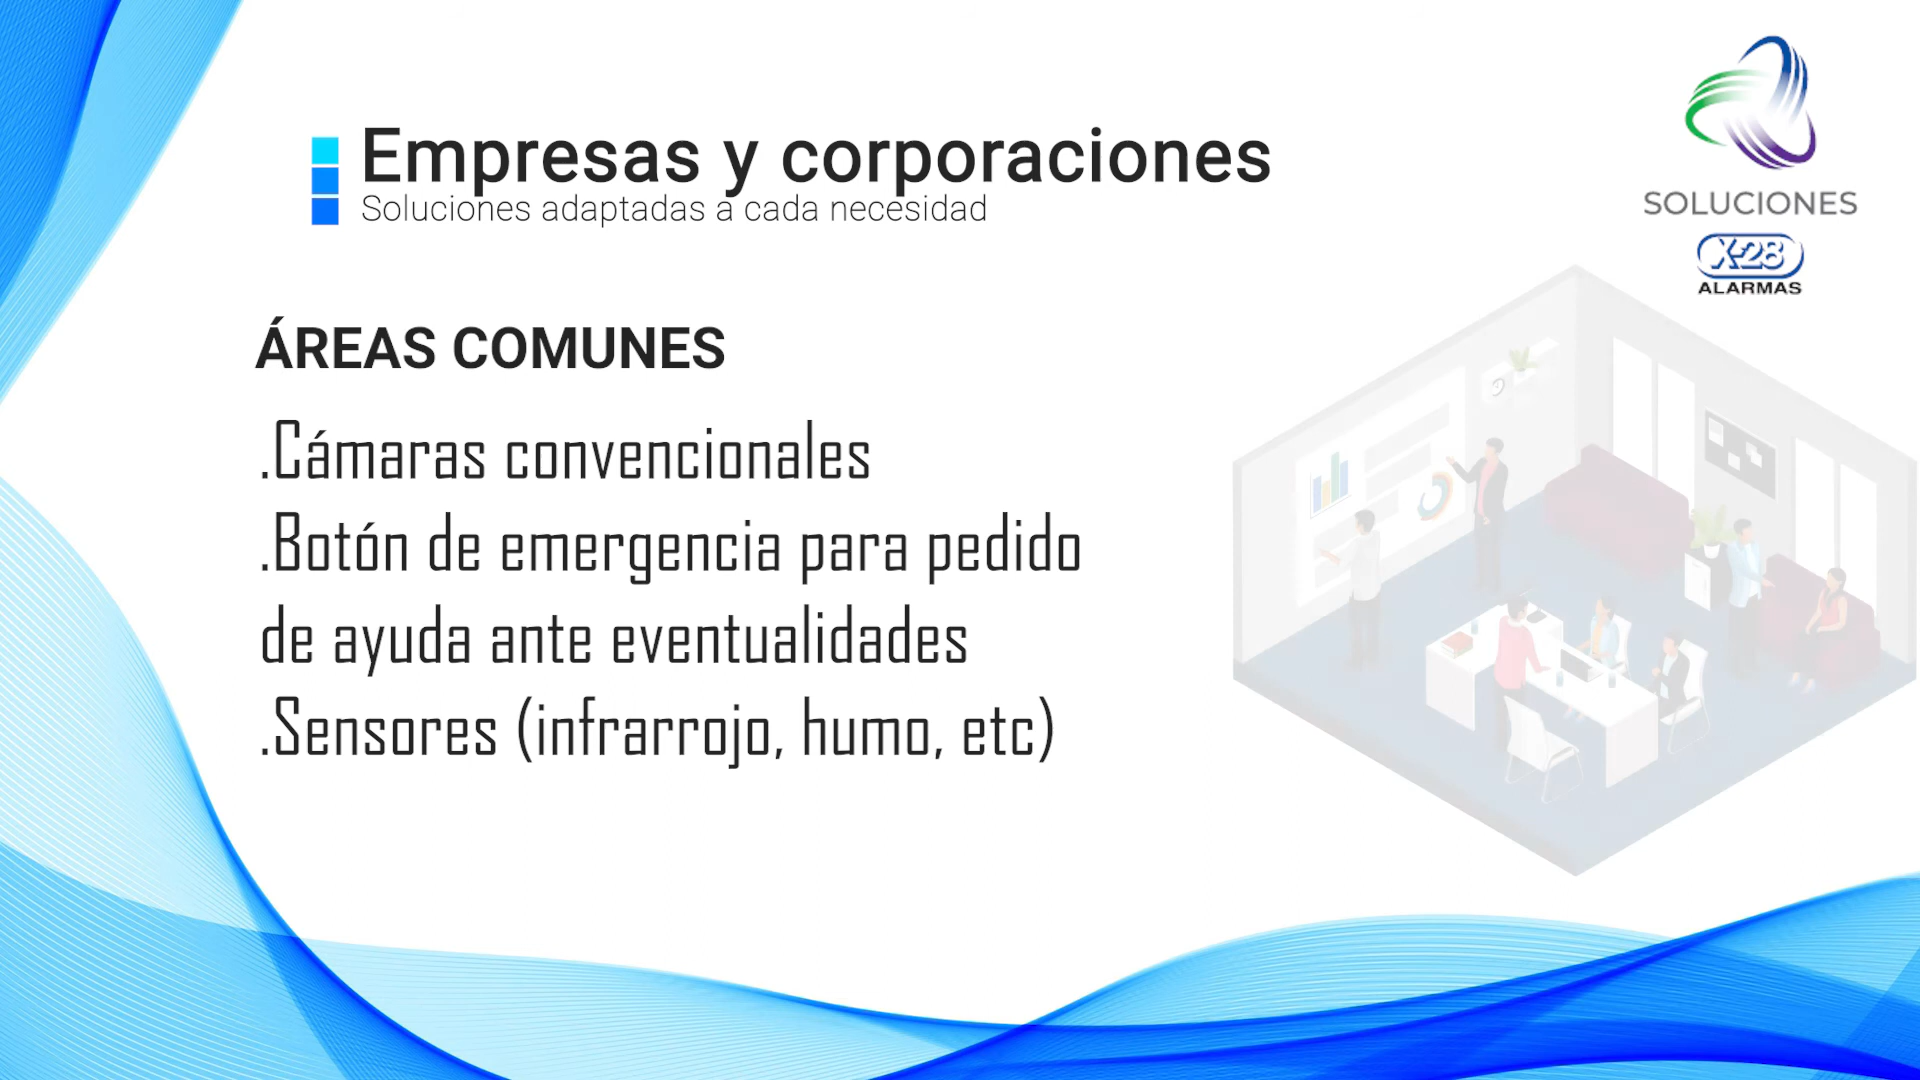 Empresas y corporaciones
Soluciones adaptadas a cada necesidad
SOLUCIONES
X-28
ALARMAS
ÁREAS COMUNES
.Cámaras convencionales
.Botón de emergencia para pedido
de ayuda ante eventualidades
.Sensores (infrarrojo, humo, etc)